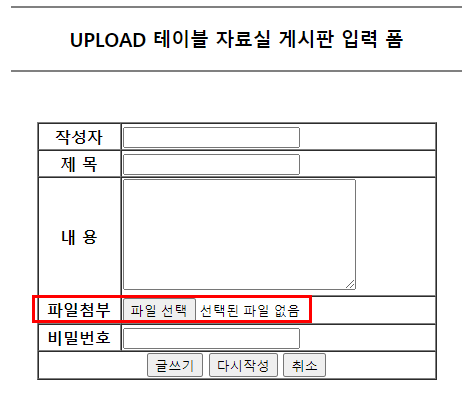 UPLOAD 테이블 자료실 게시판 입력 폼
작성자
제 목
내 용
파일첨부 파일 선택 선택된 파일 없음
비밀번호
글쓰기 다시작성 취소